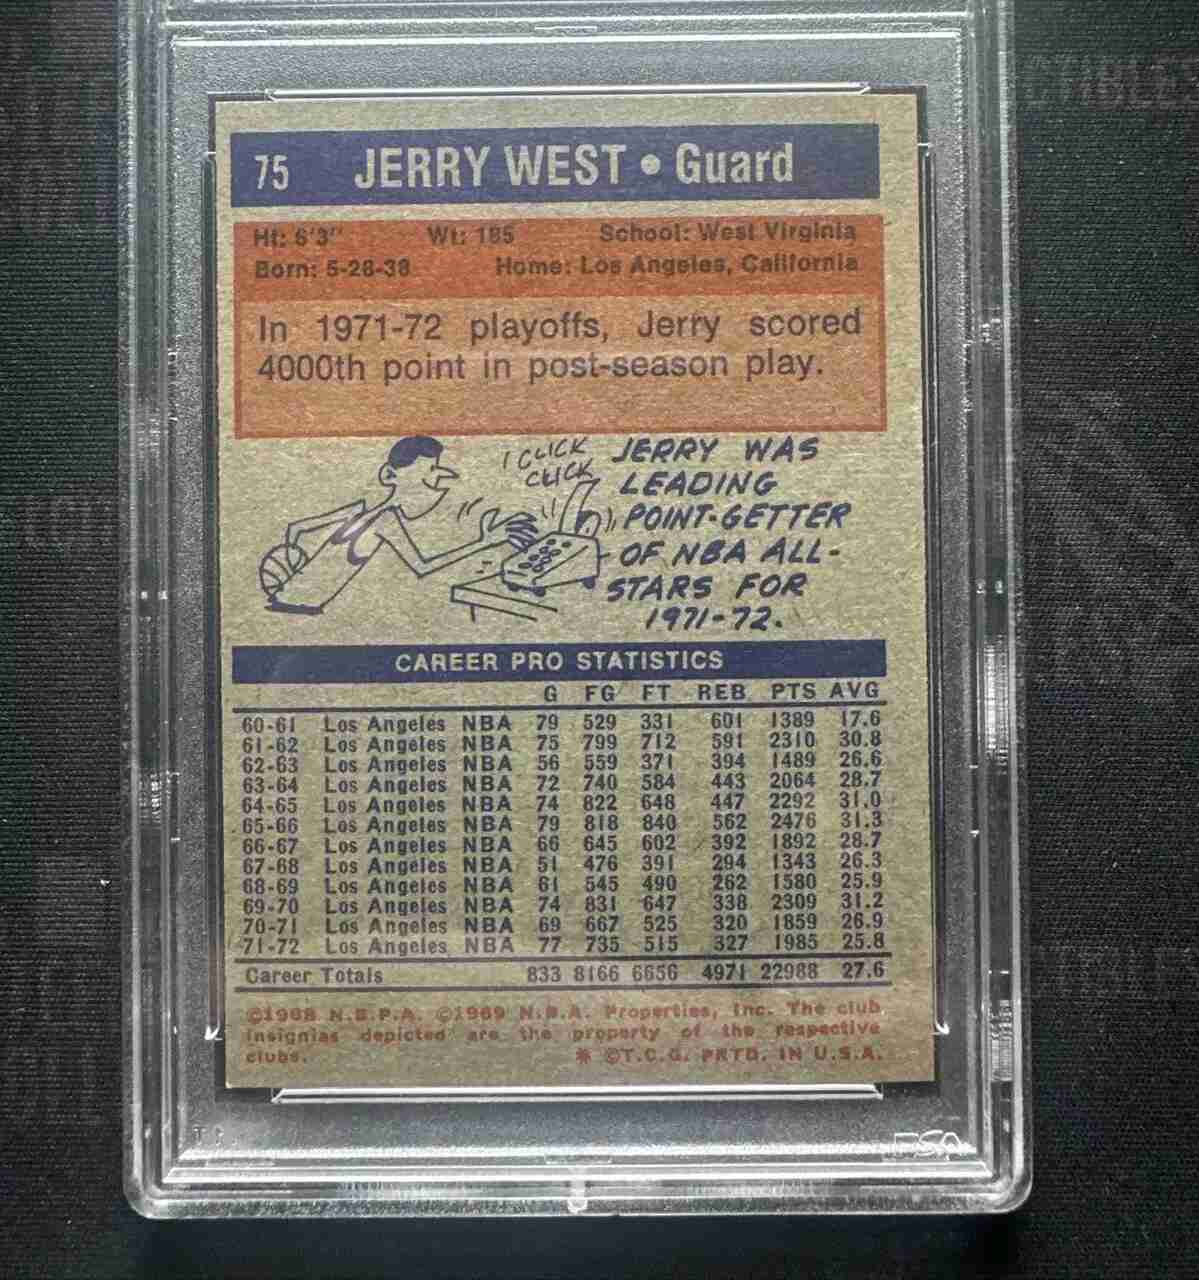 75 JERRY WEST • Guard
Ht: 6'3" Wt: 185 School: West Virginia
Born: 5-28-38 Home: Los Angeles, California
In 1971-72 playoffs, Jerry scored
4000th point in post-season play.
CLICK
CLICK
JERRY WAS
LEADING
POINT-GETTER
OF NBA ALL-
STARS FOR
1971-72.
CAREER PRO STATISTICS
G FG FT REB PTS AVG
60-61 Los Angeles NBA 79 529 331 601 1389 17.6
61-62 Los Angeles NBA 75 799 712 591 2310 30.8
62-63 Los Angeles NBA 56 559 371 394 1489 26.6
63-64 Los Angeles NBA 72 740 584 443 2064 28.7
64-65 Los Angeles NBA 74 822 648 447 2292 31.0
65-66 Los Angeles NBA 79 818 840 562 2476 31.3
66-67 Los Angeles NBA 66 645 602 392 1892 28.7
67-68 Los Angeles NBA 51 476 391 294 1343 26.3
68-69 Los Angeles NBA 61 545 490 262 1580 25.9
69-70 Los Angeles NBA 74 831 647 338 2309 31.2
70-71 Los Angeles NBA 69 667 525 320 1859 26.9
71-72 Los Angeles NBA 77 735 515 327 1985 25.8
Career Totals 833 8166 6656 4971 22988 27.6
©1968 N.B.P.A. ©1969 N.B.A. Properties, Inc. The club
insignias depicted are the property of the respective
clubs. * ©T.C.G. PRTD. IN U.S.A.
PSA